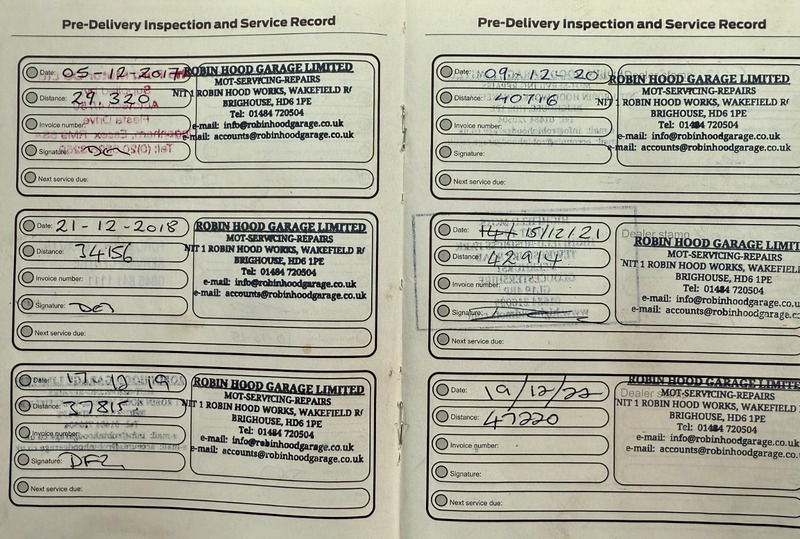 Pre-Delivery Inspection and Service Record
Date: 05-12-2017
Distance: 29 320
Invoice number:
Signature:
Next service due:
ROBIN HOOD GARAGE LIMITED
MOT-SERVICING-REPAIRS
NIT 1 ROBIN HOOD WORKS, WAKEFIELD R
BRIGHOUSE, HD6 1PE
Tel: 01484 720504
e-mail: info@robinhoodgarage.co.uk
e-mail: accounts@robinhoodgarage.co.uk
Date: 21-12-2018
Distance: 34156
Invoice number:
Signature:
Next service due:
ROBIN HOOD GARAGE LIMITED
MOT-SERVICING-REPAIRS
NIT 1 ROBIN HOOD WORKS, WAKEFIELD R
BRIGHOUSE, HD6 1PE
Tel: 01484 720504
e-mail: info@robinhoodgarage.co.uk
e-mail: accounts@robinhoodgarage.co.uk
Date: 17-12-19
Distance: 37815
Invoice number:
Signature:
Next service due:
ROBIN HOOD GARAGE LIMITED
MOT-SERVICING-REPAIRS
T 1 ROBIN HOOD WORKS, WAKEFIELD R
BRIGHOUSE, HD6 1PE
Tel: 01484 720504
e-mail: info@robinhoodgarage.co.uk
e-mail: accounts@robinhoodgarage.co.uk
Pre-Delivery Inspection and Service Record
Date: 09-12-20
Distance: 40716
Invoice number:
Signature:
Next service due:
ROBIN HOOD GARAGE LIMITED
MOT-SERVICING-REPAIRS
NIT 1 ROBIN HOOD WORKS, WAKEFIELD R
BRIGHOUSE, HD6 1PE
Tel: 01484 720504
e-mail: info@robinhoodgarage.co.uk
e-mail: accounts@robinhoodgarage.co.uk
Date: 15/12/21
Distance: 42914
Invoice number:
Signature:
Next service due:
Dealer stamp
ROBIN HOOD GARAGE LIMIT
MOT-SERVICING-REPAIRS
NIT 1 ROBIN HOOD WORKS, WAKEFIEL
BRIGHOUSE, HD6 1PE
Tel: 01484 720504
e-mail: info@robinhoodgarage.co.u
e-mail: accounts@robinhoodgarage.c
Date: 19/12/22
Distance: 47220
Invoice number:
Signature:
Next service due:
Dealer
ROBIN HOOD GARAGE LIMITED
MOT-SERVICING-REPAIRS
NIT 1 ROBIN HOOD WORKS, WAKEFIELD
BRIGHOUSE, HD6 1PE
Tel: 01484 720504
e-mail: info@robinhoodgarage.co.uk
e-mail: accounts@robinhoodgarage.co.uk